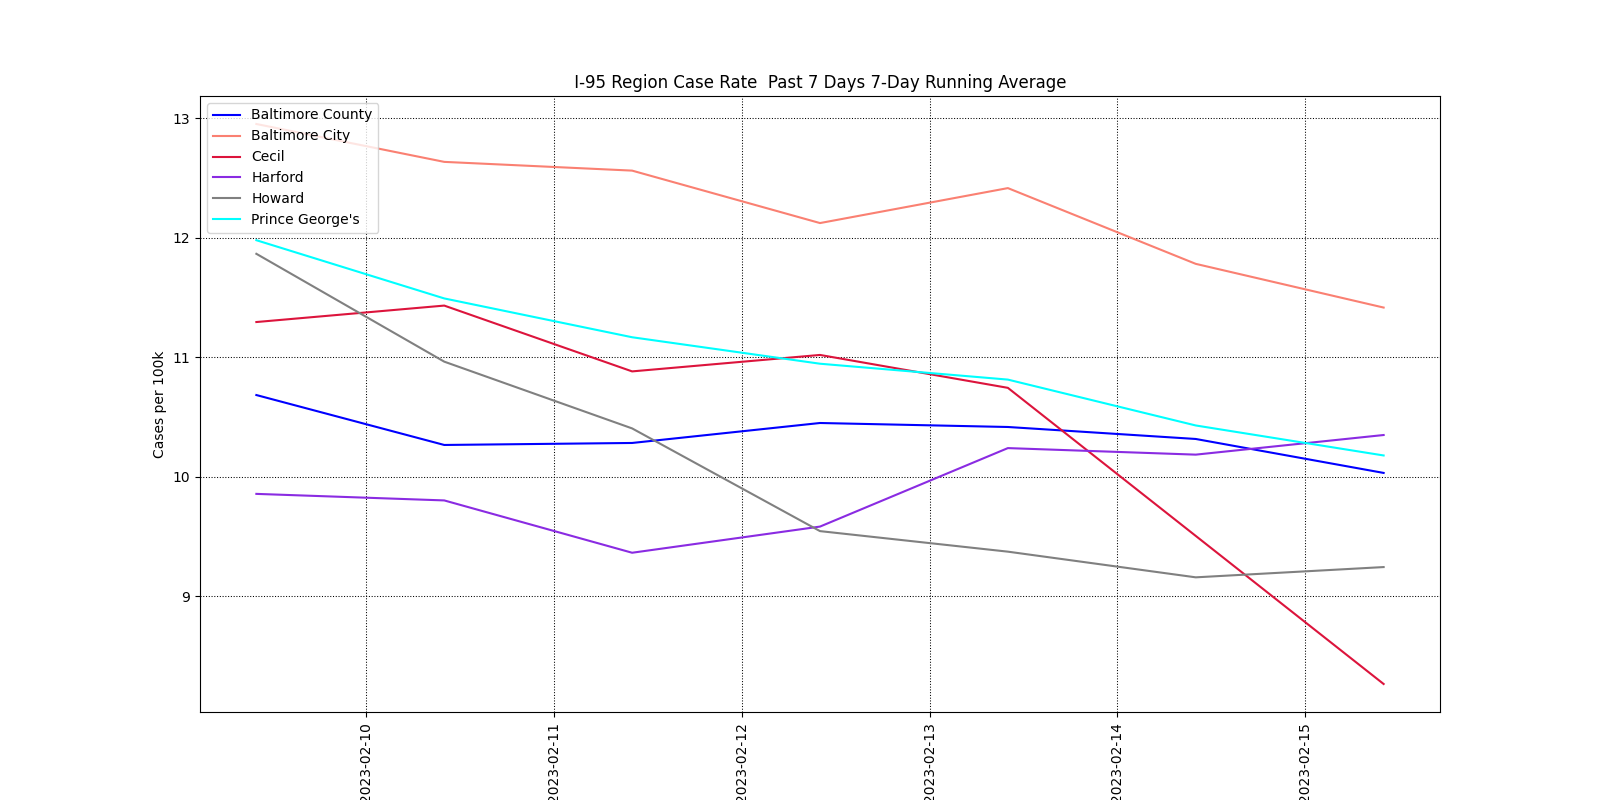 I-95 Region Case Rate  Past 7 Days 7-Day Running Average
Baltimore County
Baltimore City
Cecil
Harford
Howard
Prince George's
13
12
11
10
9
Cases per 100k
2023-02-10
2023-02-11
2023-02-12
2023-02-13
2023-02-14
2023-02-15